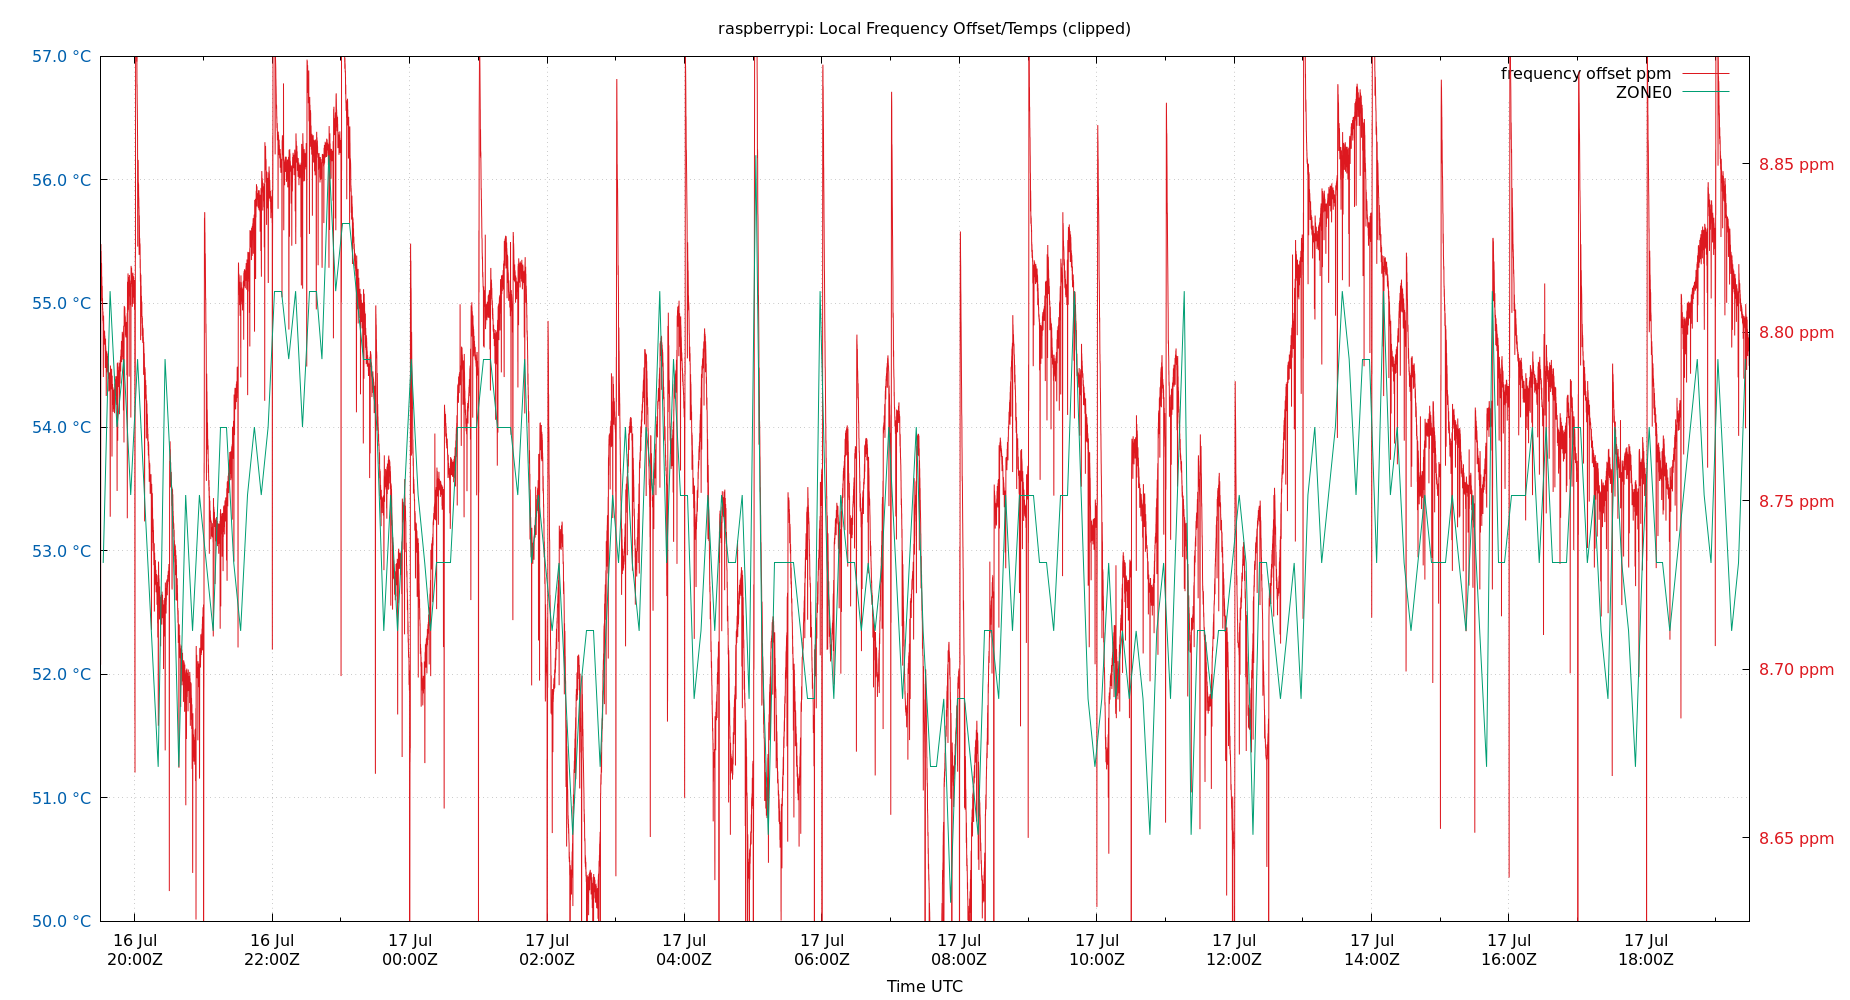 raspberrypi: Local Frequency Offset/Temps (clipped)
frequency offset ppm
ZONE0
57.0 °C
56.0 °C
55.0 °C
54.0 °C
53.0 °C
52.0 °C
51.0 °C
50.0 °C
8.85 ppm
8.80 ppm
8.75 ppm
8.70 ppm
8.65 ppm
16 Jul 16 Jul 17 Jul 17 Jul 17 Jul 17 Jul 17 Jul 17 Jul 17 Jul 17 Jul 17 Jul 17 Jul
20:00Z 22:00Z 00:00Z 02:00Z 04:00Z 06:00Z 08:00Z 10:00Z 12:00Z 14:00Z 16:00Z 18:00Z
Time UTC